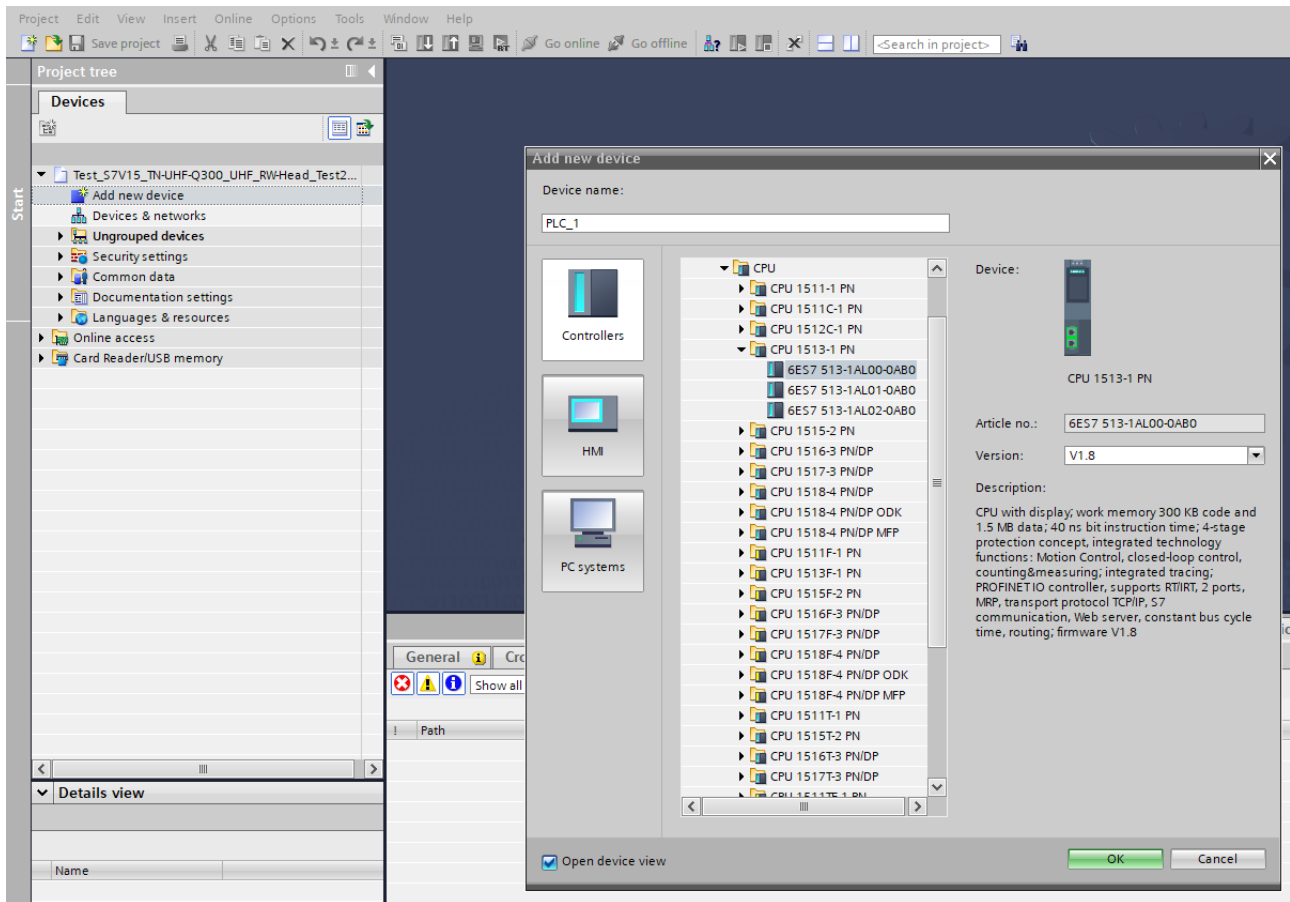 Project Edit View Insert Online Options Tools Window Help
Save project Go online Go offline <Search in project>
Project tree
Devices
Start
Test_S7V15_TN-UHF-Q300_UHF_RW-Head_Test2...
Add new device
Devices & networks
Ungrouped devices
Security settings
Common data
Documentation settings
Languages & resources
Online access
Card Reader/USB memory
Details view
Name
General
Show all
! Path
Add new device
Device name:
PLC_1
Controllers
HMI
PC systems
CPU
CPU 1511-1 PN
CPU 1511C-1 PN
CPU 1512C-1 PN
CPU 1513-1 PN
6ES7 513-1AL00-0AB0
6ES7 513-1AL01-0AB0
6ES7 513-1AL02-0AB0
CPU 1515-2 PN
CPU 1516-3 PN/DP
CPU 1517-3 PN/DP
CPU 1518-4 PN/DP
CPU 1518-4 PN/DP ODK
CPU 1518-4 PN/DP MFP
CPU 1511F-1 PN
CPU 1513F-1 PN
CPU 1515F-2 PN
CPU 1516F-3 PN/DP
CPU 1517F-3 PN/DP
CPU 1518F-4 PN/DP
CPU 1518F-4 PN/DP ODK
CPU 1518F-4 PN/DP MFP
CPU 1511T-1 PN
CPU 1515T-2 PN
CPU 1516T-3 PN/DP
CPU 1517T-3 PN/DP
CPU 1511TF-1 PN
Device:
CPU 1513-1 PN
Article no.: 6ES7 513-1AL00-0AB0
Version: V1.8
Description:
CPU with display; work memory 300 KB code and
1.5 MB data; 40 ns bit instruction time; 4-stage
protection concept, integrated technology
functions: Motion Control, closed-loop control,
counting&measuring; integrated tracing;
PROFINET IO controller, supports RT/IRT, 2 ports,
MRP, transport protocol TCP/IP, S7
communication, Web server, constant bus cycle
time, routing; firmware V1.8
Open device view
OK Cancel